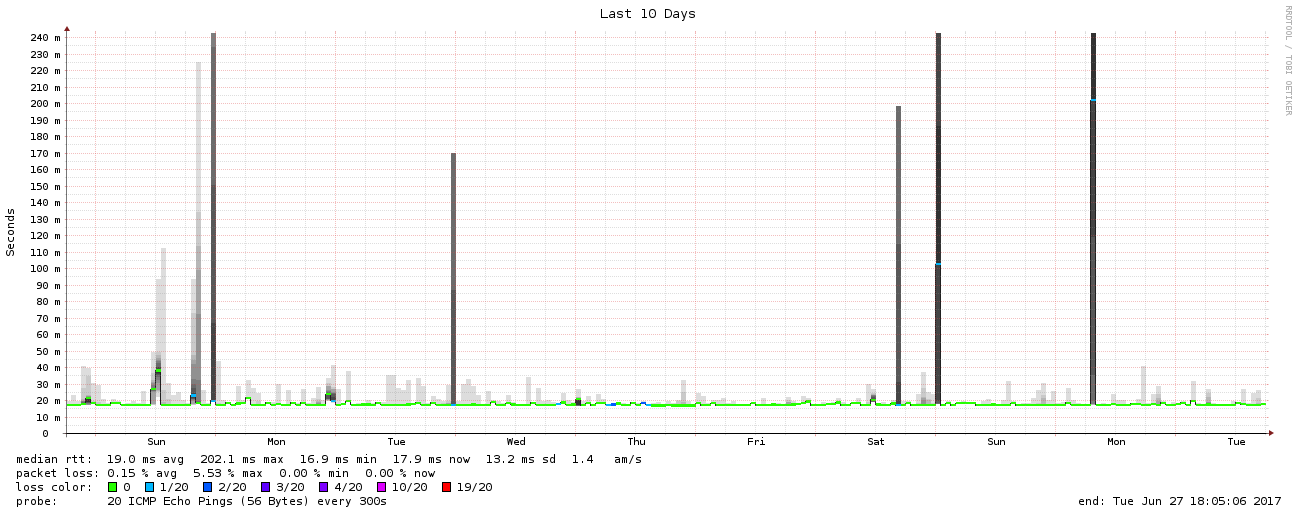 Last 10 Days
RRDTOOL / TOBI OETIKER
Seconds
240 m
230 m
220 m
210 m
200 m
190 m
180 m
170 m
160 m
150 m
140 m
130 m
120 m
110 m
100 m
90 m
80 m
70 m
60 m
50 m
40 m
30 m
20 m
10 m
0
Sun Mon Tue Wed Thu Fri Sat Sun Mon Tue
median rtt: 19.0 ms avg 202.1 ms max 16.9 ms min 17.9 ms now 13.2 ms sd 1.4 am/s
packet loss: 0.15 % avg 5.53 % max 0.00 % min 0.00 % now
loss color: 0 1/20 2/20 3/20 4/20 10/20 19/20
probe: 20 ICMP Echo Pings (56 Bytes) every 300s end: Tue Jun 27 18:05:06 2017